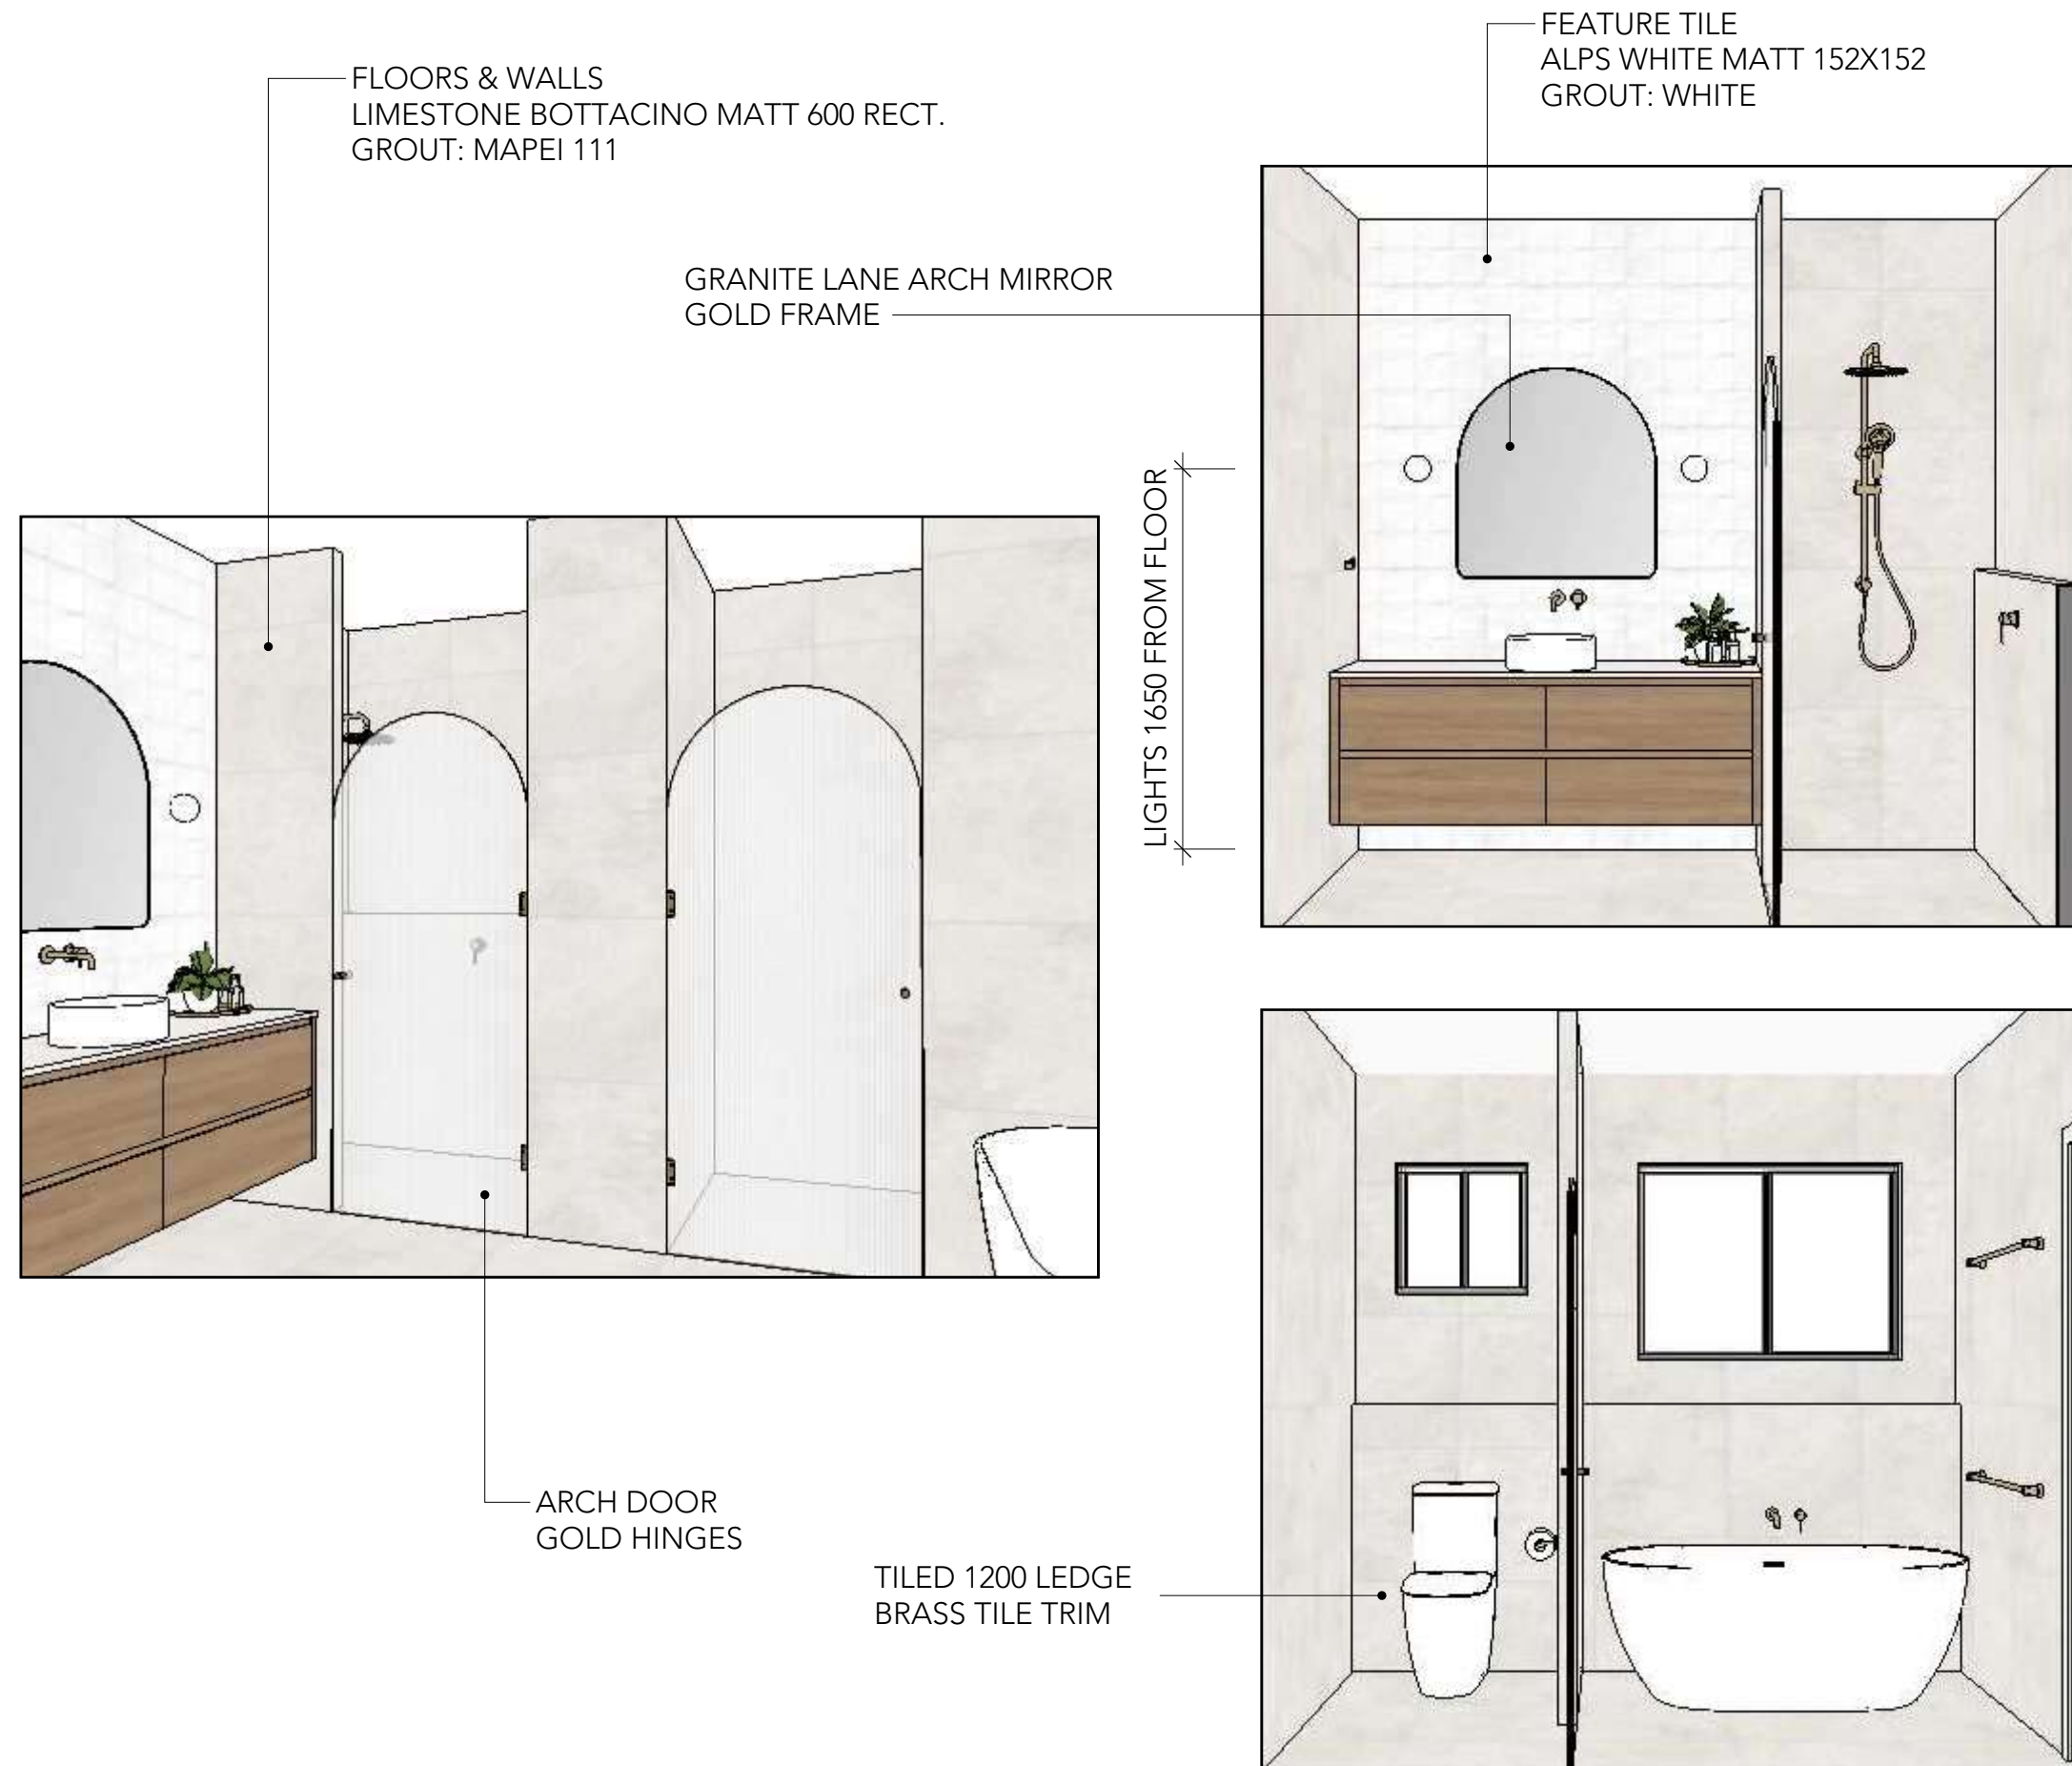 FEATURE TILE
ALPS WHITE MATT 152X152
GROUT: WHITE
FLOORS & WALLS
LIMESTONE BOTTACINO MATT 600 RECT.
GROUT: MAPEI 111
GRANITE LANE ARCH MIRROR
GOLD FRAME
LIGHTS 1650 FROM FLOOR
ARCH DOOR
GOLD HINGES
TILED 1200 LEDGE
BRASS TILE TRIM